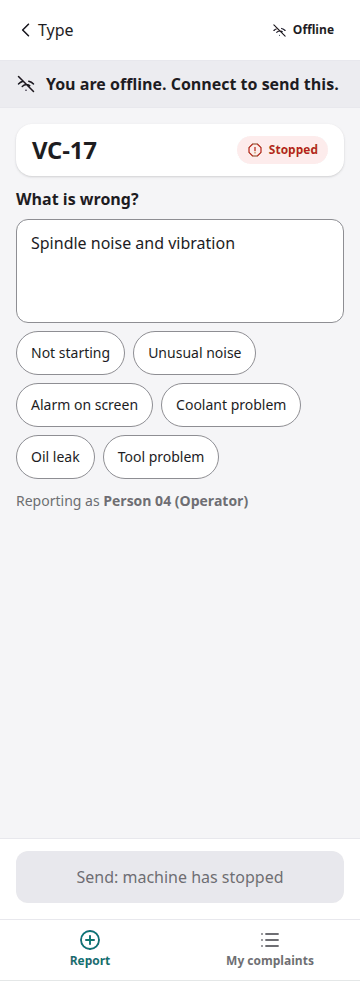 Type
Offline
You are offline. Connect to send this.
VC-17
Stopped
What is wrong?
Spindle noise and vibration
Not starting
Unusual noise
Alarm on screen
Coolant problem
Oil leak
Tool problem
Reporting as Person 04 (Operator)
Send: machine has stopped
Report
My complaints